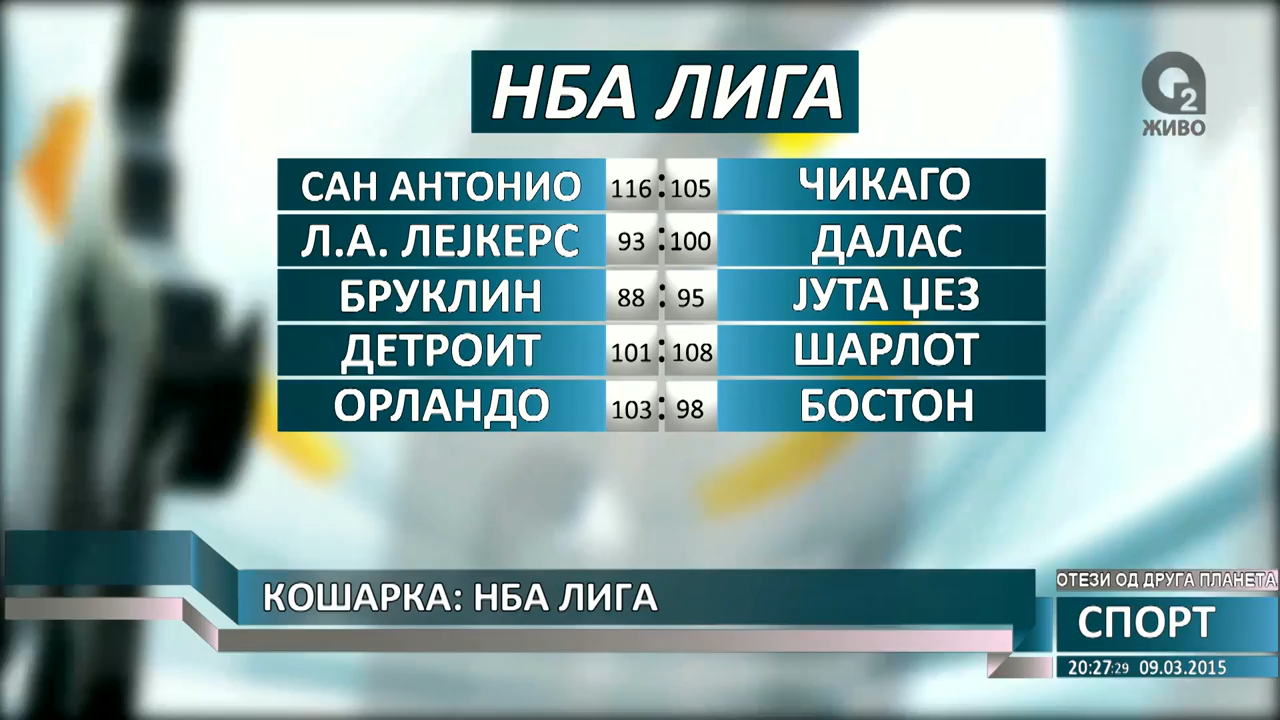 НБА ЛИГА
2
ЖИВО
САН АНТОНИО 116 : 105 ЧИКАГО
Л.А. ЛЕЈКЕРС 93 : 100 ДАЛАС
БРУКЛИН 88 : 95 ЈУТА ЏЕЗ
ДЕТРОИТ 101 : 108 ШАРЛОТ
ОРЛАНДО 103 : 98 БОСТОН
КОШАРКА: НБА ЛИГА
ОТЕЗИ ОД ДРУГА ПЛАНЕТА
СПОРТ
20:27:29 09.03.2015